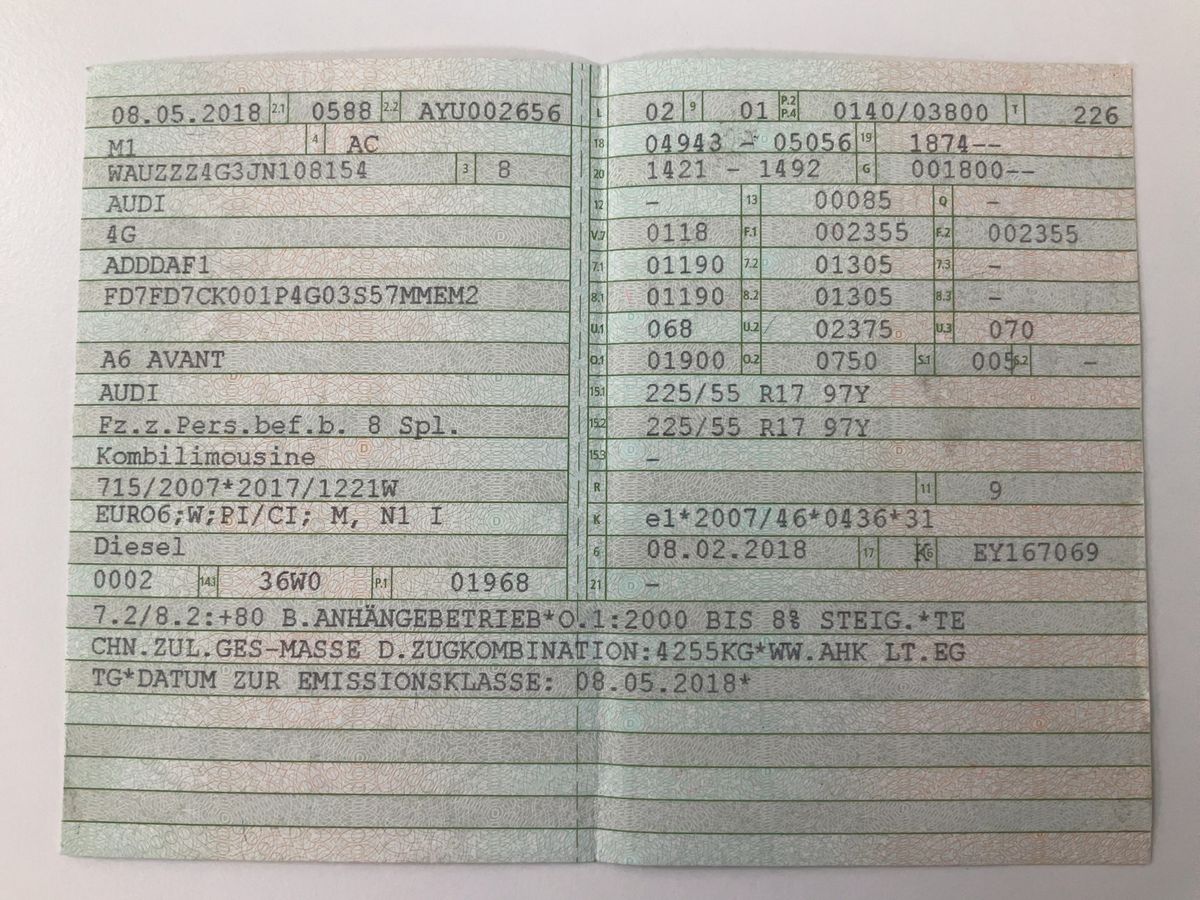 08.05.2018 2.1 0588 2.2 AYU002656
M1 4 AC
WAUZZZ4G3JN108154 3 8
AUDI
4G
ADDDAF1
FD7FD7CK001P4G03S57MMEM2
A6 AVANT
AUDI
Fz.z.Pers.bef.b. 8 Spl.
Kombilimousine
715/2007*2017/1221W
EURO6;W;PI/CI; M, N1 I
Diesel
0002 14.1 36W0 P.1 01968
L 02 9 01 P.2 P.4 0140/03800 T 226
18 04943 - 05056 19 1874--
20 1421 - 1492 G 001800--
12 - 13 00085 Q -
V.7 0118 F.1 002355 F.2 002355
7.1 01190 7.2 01305 7.3 -
8.1 01190 8.2 01305 8.3 -
U.1 068 U.2 02375 U.3 070
O.1 01900 O.2 0750 S.1 005 S.2 -
15.1 225/55 R17 97Y
15.2 225/55 R17 97Y
15.3 -
R 11 9
K e1*2007/46*0436*31
6 08.02.2018 17 K 16 EY167069
21 -
7.2/8.2:+80 B.ANHÄNGEBETRIEB*O.1:2000 BIS 8% STEIG.*TE
CHN.ZUL.GES-MASSE D.ZUGKOMBINATION:4255KG*WW.AHK LT.EG
TG*DATUM ZUR EMISSIONSKLASSE: 08.05.2018*